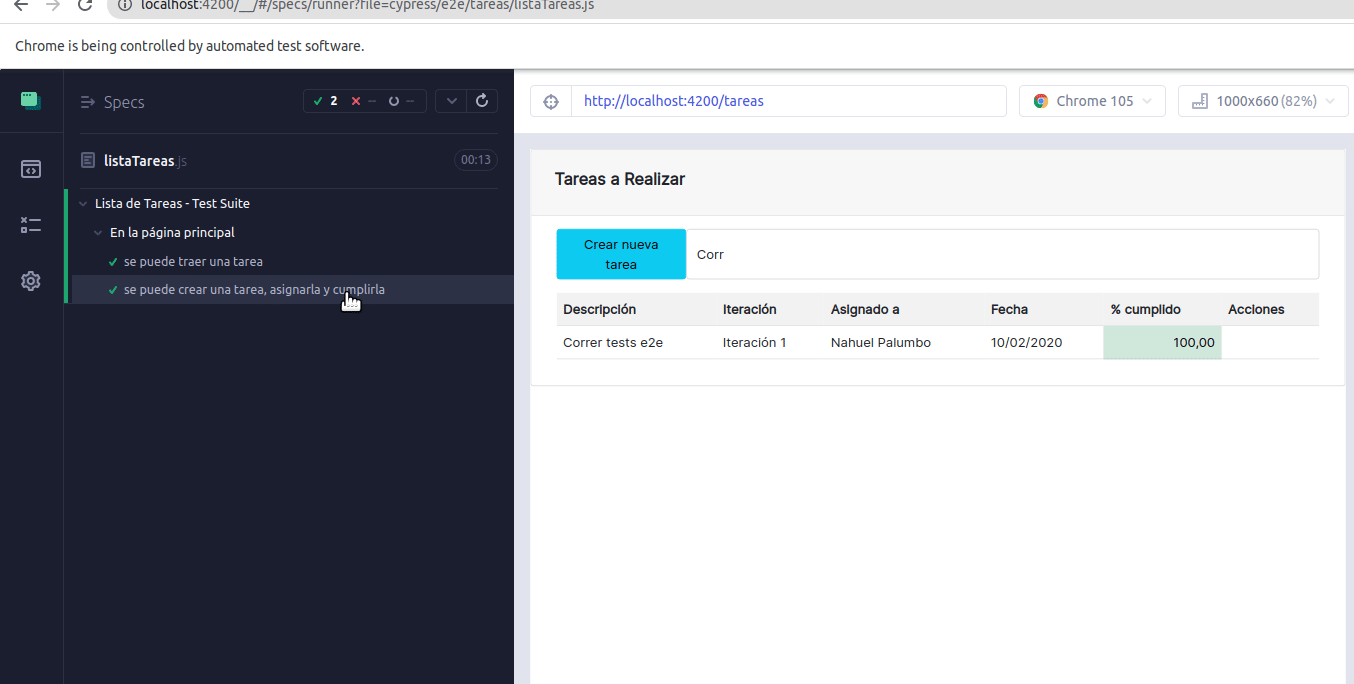 localhost:4200/__/#/specs/runner?file=cypress/e2e/tareas/listaTareas.js
Chrome is being controlled by automated test software.
Specs
2 -- --
http://localhost:4200/tareas
Chrome 105
1000x660 (82%)
listaTareas.js
00:13
Lista de Tareas - Test Suite
En la página principal
se puede traer una tarea
se puede crear una tarea, asignarla y cumplirla
Tareas a Realizar
Crear nueva
tarea
Corr
Descripción Iteración Asignado a Fecha % cumplido Acciones
Correr tests e2e Iteración 1 Nahuel Palumbo 10/02/2020 100,00